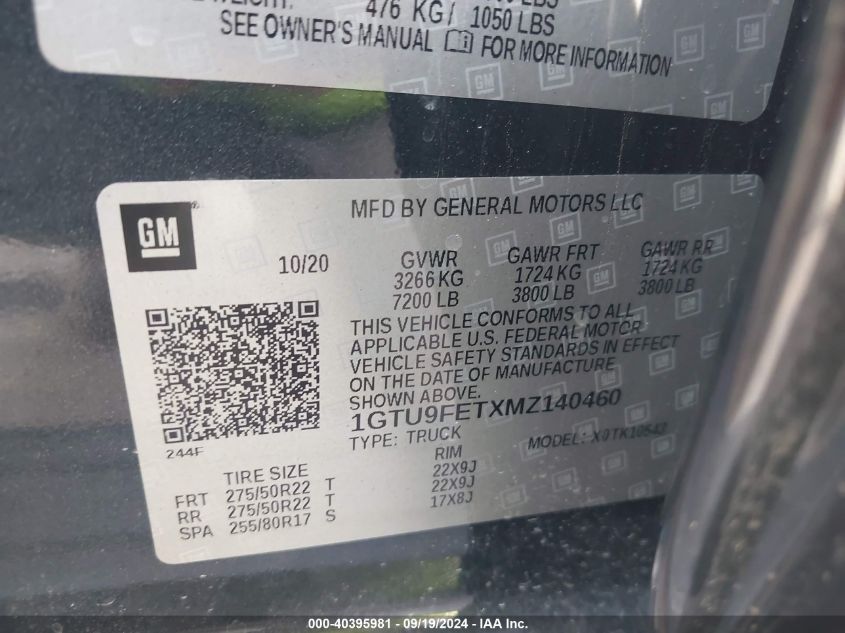 476 KG/ 1050 LBS
SEE OWNER'S MANUAL FOR MORE INFORMATION
GM
MFD BY GENERAL MOTORS LLC
10/20
GVWR GAWR FRT GAWR RR
3266 KG 1724 KG 1724 KG
7200 LB 3800 LB 3800 LB
THIS VEHICLE CONFORMS TO ALL
APPLICABLE U.S. FEDERAL MOTOR
VEHICLE SAFETY STANDARDS IN EFFECT
ON THE DATE OF MANUFACTURE
SHOWN ABOVE.
1GTU9FETXMZ140460
TYPE: TRUCK MODEL:
244F
TIRE SIZE RIM
FRT 275/50R22 T 22X9J
RR 275/50R22 T 22X9J
SPA 255/80R17 S 17X8J
000-40395981 - 09/19/2024 - IAAI, Inc.